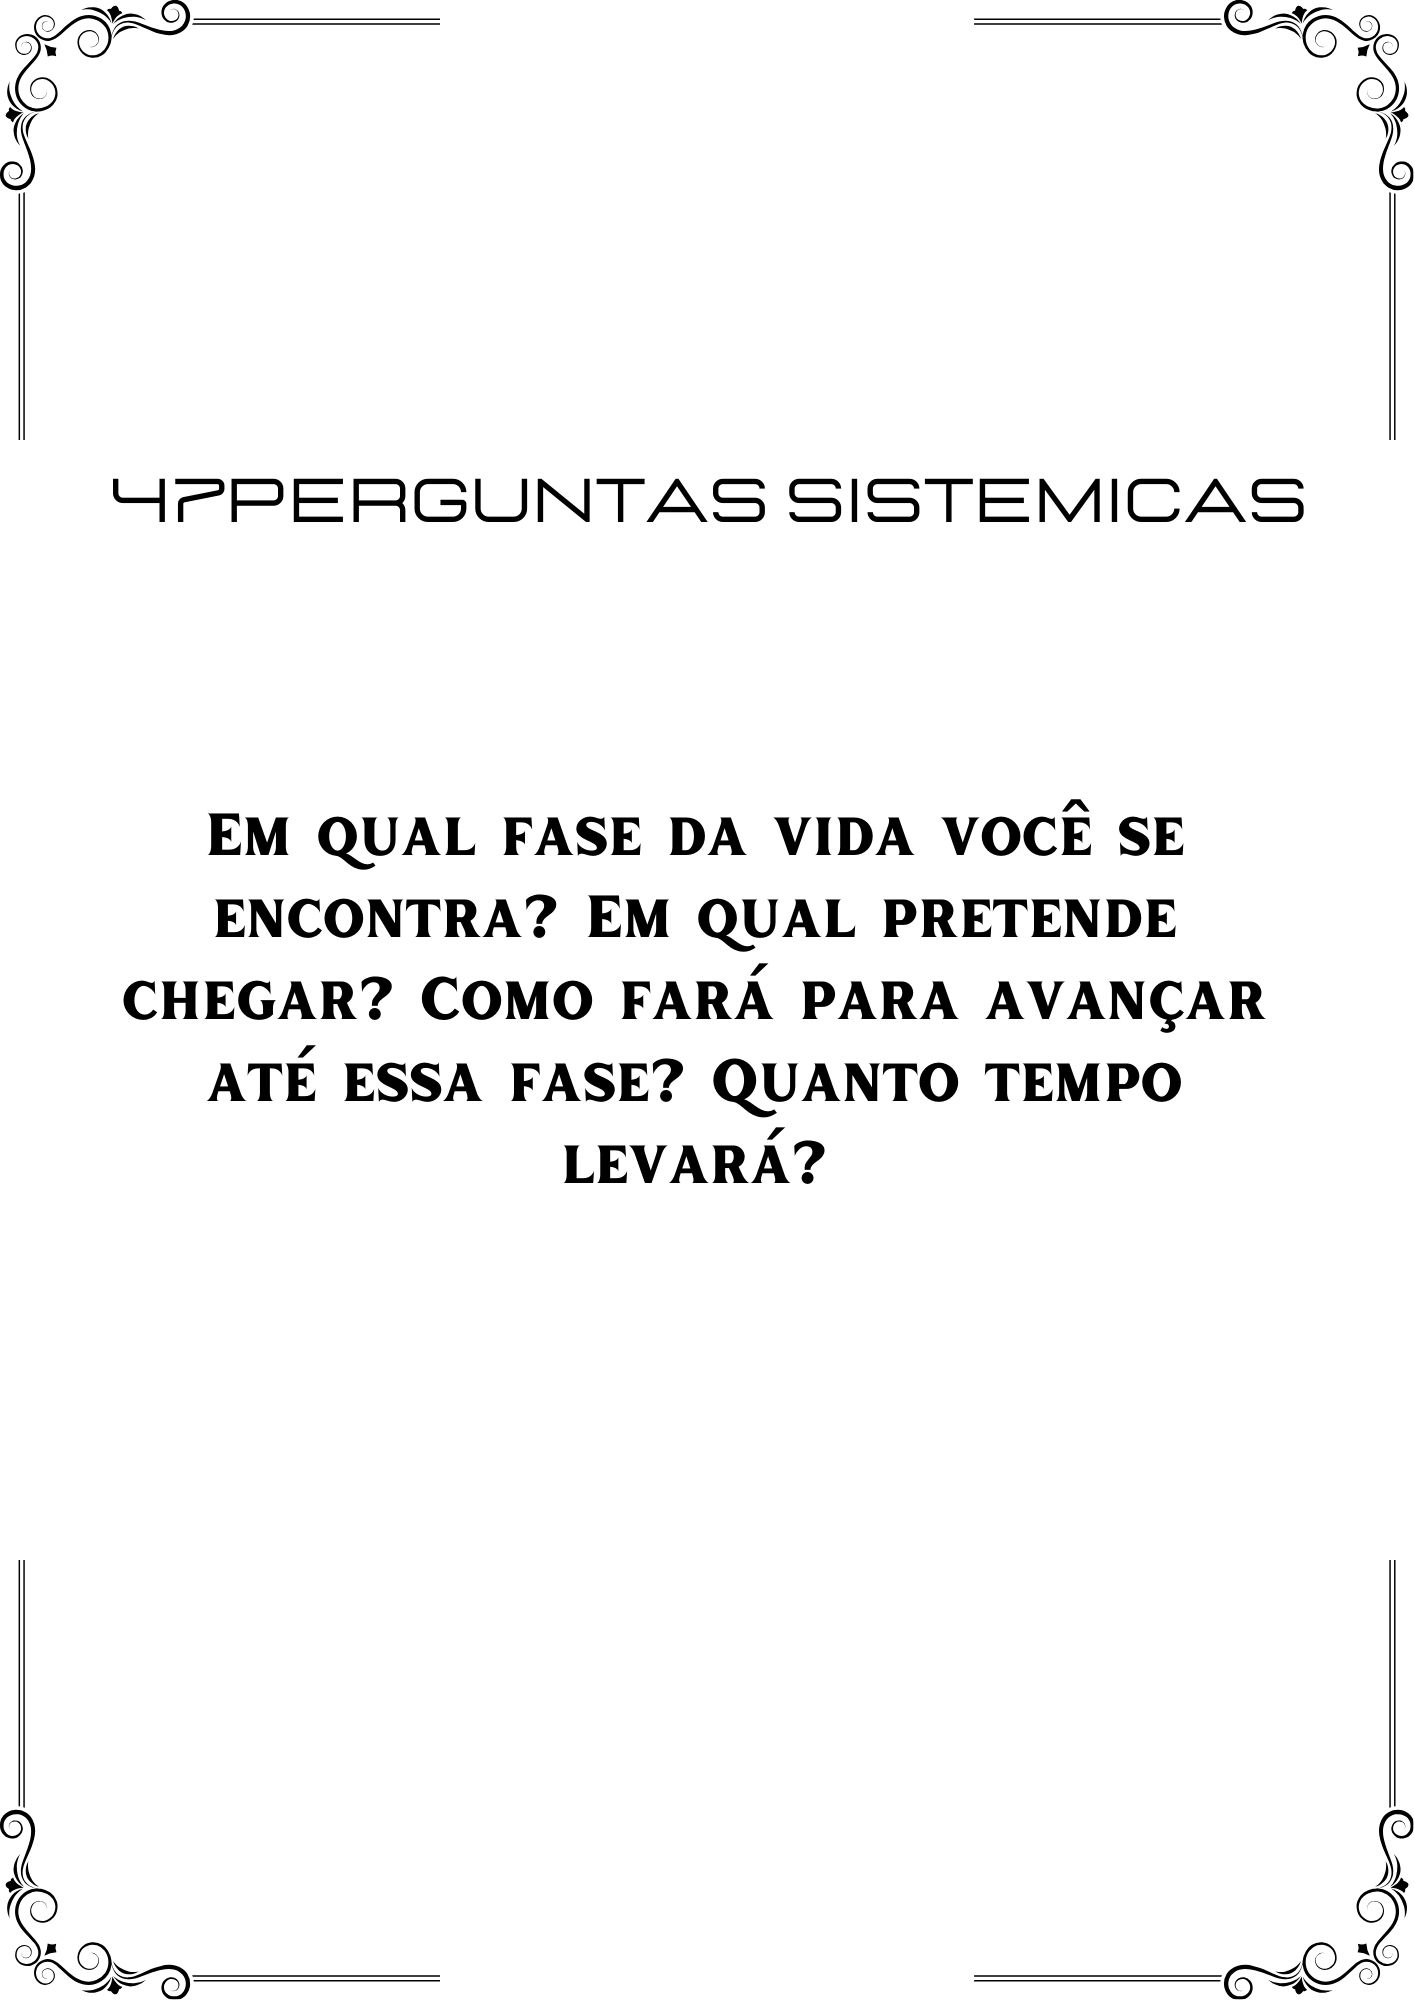 47PERGUNTAS SISTEMICAS
Em qual fase da vida você se
encontra? Em qual pretende
chegar? Como fará para avançar
até essa fase? Quanto tempo
levará?